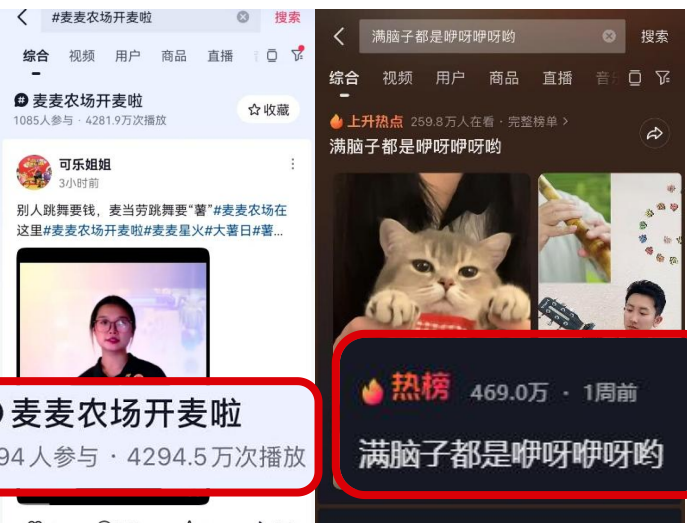 #麦麦农场开麦啦
搜索
综合 视频 用户 商品 直播
麦麦农场开麦啦
1085人参与 · 4281.9万次播放
收藏
可乐姐姐
3小时前
别人跳舞要钱，麦当劳跳舞要“薯”#麦麦农场在
这里#麦麦农场开麦啦#麦麦星火#大薯日#薯...
麦麦农场开麦啦
94人参与 · 4294.5万次播放
满脑子都是咿呀咿呀哟
搜索
综合 视频 用户 商品 直播 音
上升热点 259.8万人在看 · 完整榜单 >
满脑子都是咿呀咿呀哟
热榜 469.0万 · 1周前
满脑子都是咿呀咿呀哟